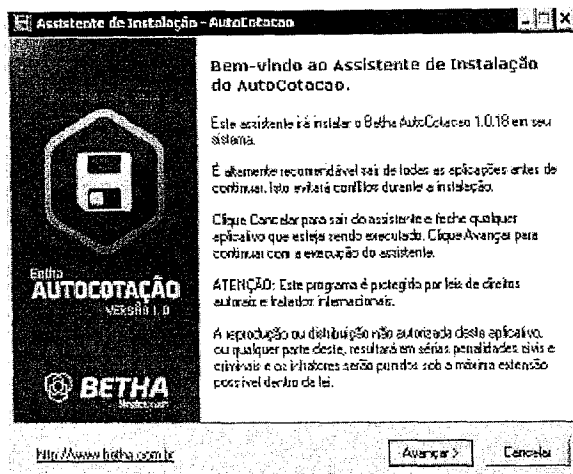 Assistente de Instalação - AutoCotacao
Bem-vindo ao Assistente de Instalação
do AutoCotacao.
Este assistente irá instalar o Betha AutoCotacao 1.0.18 em seu
sistema.
É altamente recomendável sair de todas as aplicações antes de
continuar. Isto evitará conflitos durante a instalação.
Clique Cancelar para sair do assistente e feche qualquer
aplicativo que esteja sendo executado. Clique Avançar para
continuar com a execução do assistente.
ATENÇÃO: Este programa é protegido por leis de direitos
autorais e tratados internacionais.
A reprodução ou distribuição não autorizada deste aplicativo,
ou qualquer parte deste, resultará em sérias penalidades civis e
criminais e os infratores serão punidos sob a máxima extensão
possível dentro da lei.
Betha
AUTOCOTAÇÃO
VERSÃO 1.0
BETHA
http://www.betha.com.br
Avançar >
Cancelar